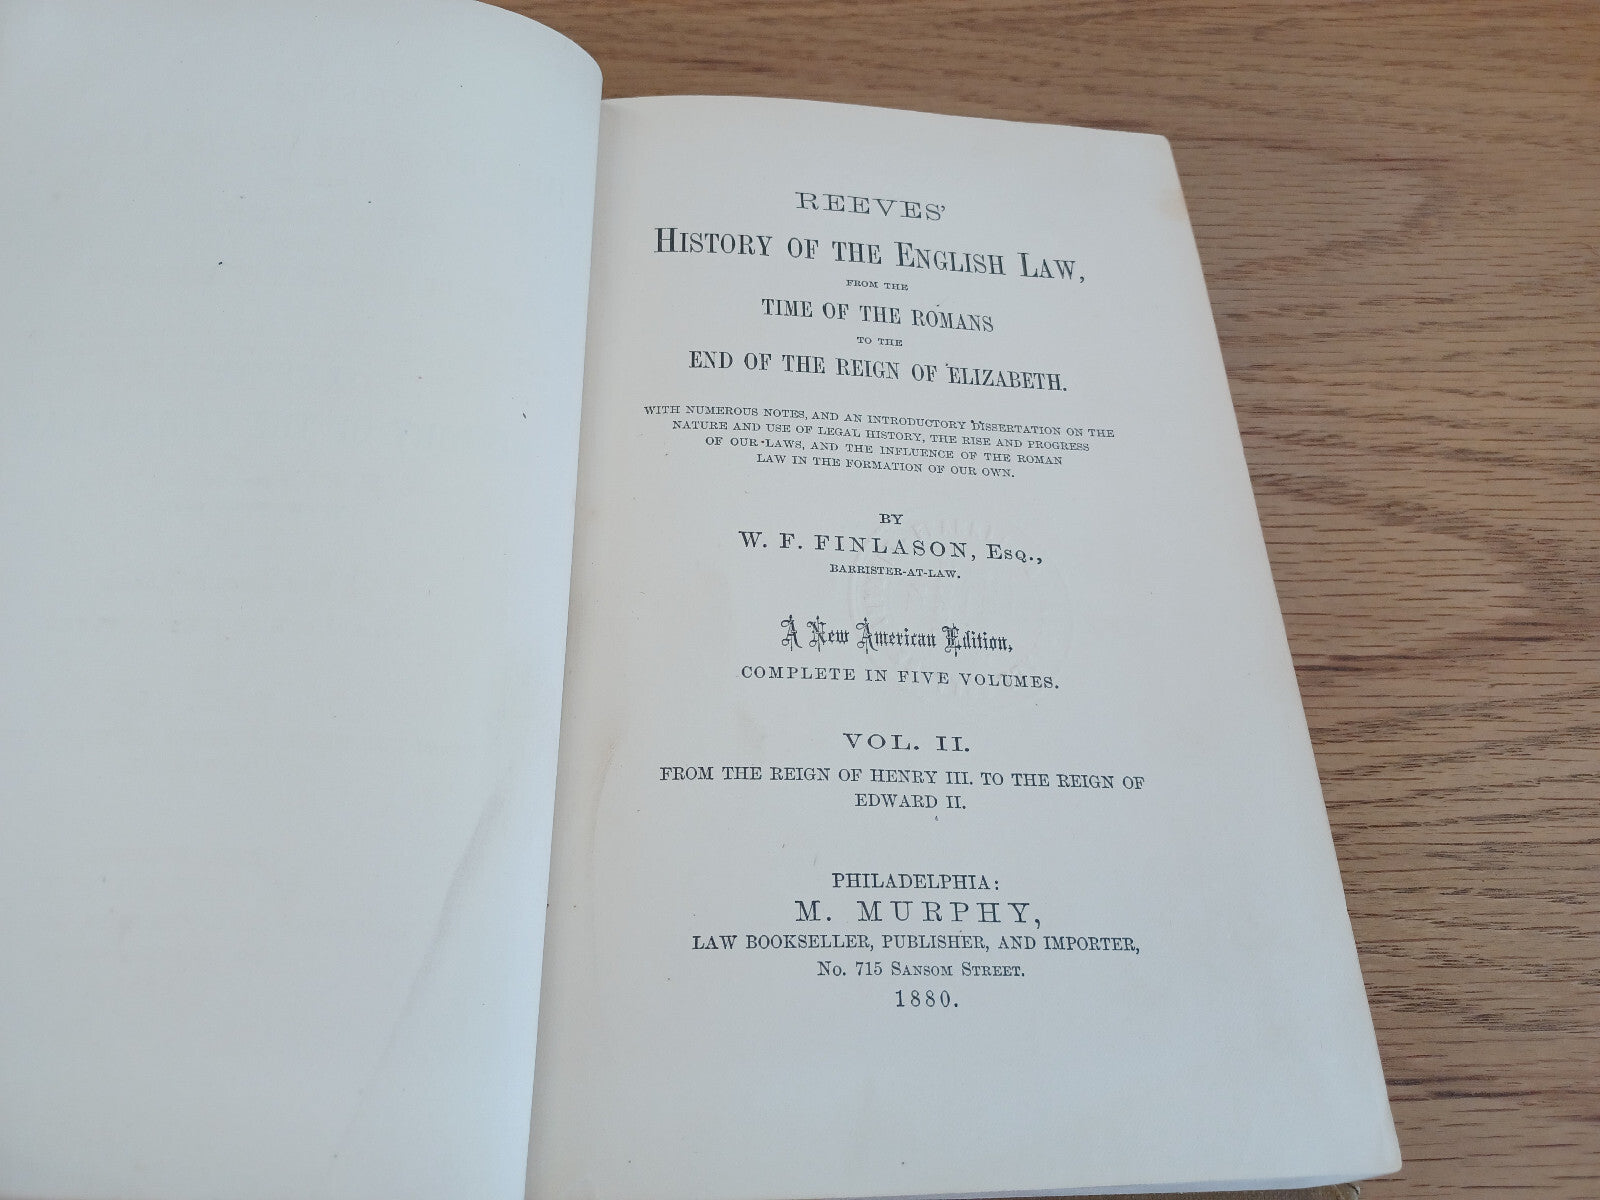 REEVES'
HISTORY OF THE ENGLISH LAW,
FROM THE
TIME OF THE ROMANS
TO THE
END OF THE REIGN OF ELIZABETH.
WITH NUMEROUS NOTES, AND AN INTRODUCTORY DISSERTATION ON THE
NATURE AND USE OF LEGAL HISTORY, THE RISE AND PROGRESS
OF OUR LAWS, AND THE INFLUENCE OF THE ROMAN
LAW IN THE FORMATION OF OUR OWN.
BY
W. F. FINLASON, ESQ.,
BARRISTER-AT-LAW.
A New American Edition,
COMPLETE IN FIVE VOLUMES.
VOL. II.
FROM THE REIGN OF HENRY III. TO THE REIGN OF
EDWARD II.
PHILADELPHIA:
M. MURPHY,
LAW BOOKSELLER, PUBLISHER, AND IMPORTER,
No. 715 SANSOM STREET.
1880.